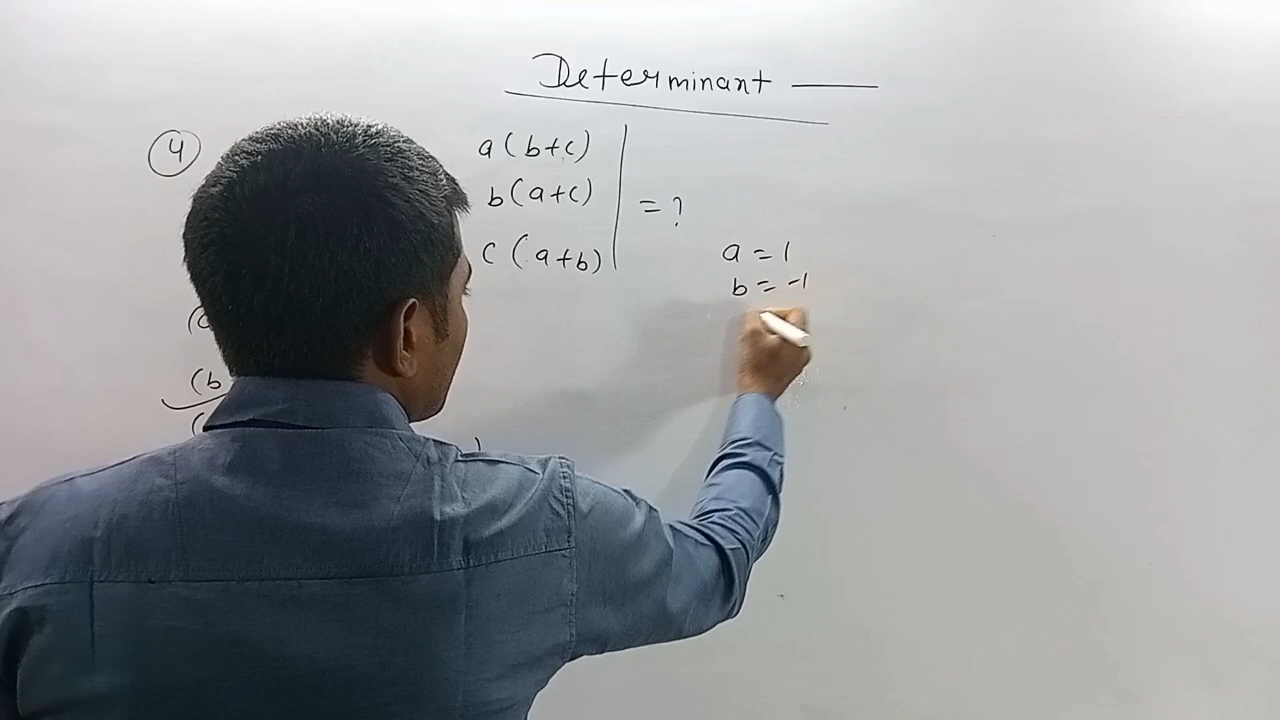 Determinant
4
a(b+c)
b(a+c)
= ?
c(a+b)
a = 1
b = -1
(b